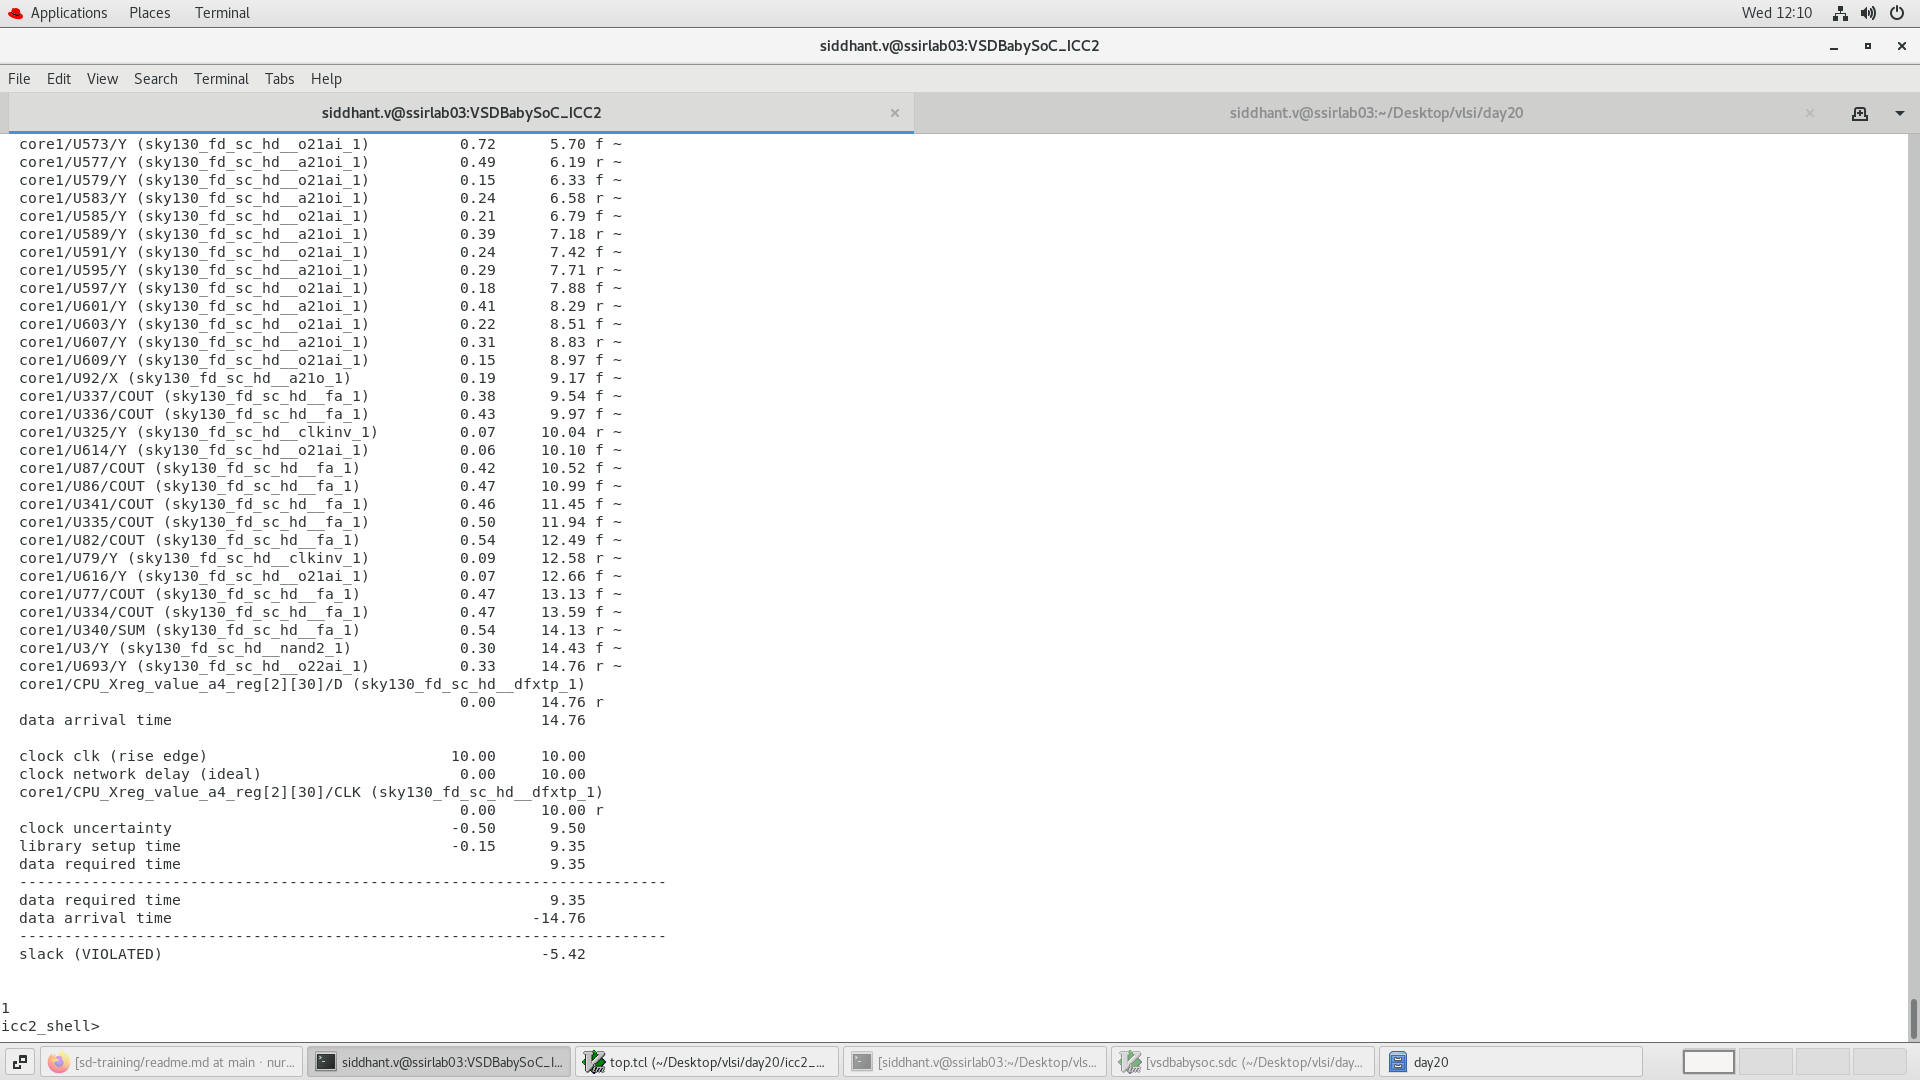 Applications Places Terminal Wed 12:10
siddhant.v@ssirlab03:VSDBabySoC_ICC2
File Edit View Search Terminal Tabs Help
siddhant.v@ssirlab03:VSDBabySoC_ICC2 × siddhant.v@ssirlab03:~/Desktop/vlsi/day20 ×
core1/U573/Y (sky130_fd_sc_hd__o21ai_1) 0.72 5.70 f ~
core1/U577/Y (sky130_fd_sc_hd__a21oi_1) 0.49 6.19 r ~
core1/U579/Y (sky130_fd_sc_hd__o21ai_1) 0.15 6.33 f ~
core1/U583/Y (sky130_fd_sc_hd__a21oi_1) 0.24 6.58 r ~
core1/U585/Y (sky130_fd_sc_hd__o21ai_1) 0.21 6.79 f ~
core1/U589/Y (sky130_fd_sc_hd__a21oi_1) 0.39 7.18 r ~
core1/U591/Y (sky130_fd_sc_hd__o21ai_1) 0.24 7.42 f ~
core1/U595/Y (sky130_fd_sc_hd__a21oi_1) 0.29 7.71 r ~
core1/U597/Y (sky130_fd_sc_hd__o21ai_1) 0.18 7.88 f ~
core1/U601/Y (sky130_fd_sc_hd__a21oi_1) 0.41 8.29 r ~
core1/U603/Y (sky130_fd_sc_hd__o21ai_1) 0.22 8.51 f ~
core1/U607/Y (sky130_fd_sc_hd__a21oi_1) 0.31 8.83 r ~
core1/U609/Y (sky130_fd_sc_hd__o21ai_1) 0.15 8.97 f ~
core1/U92/X (sky130_fd_sc_hd__a21o_1) 0.19 9.17 f ~
core1/U337/COUT (sky130_fd_sc_hd__fa_1) 0.38 9.54 f ~
core1/U336/COUT (sky130_fd_sc_hd__fa_1) 0.43 9.97 f ~
core1/U325/Y (sky130_fd_sc_hd__clkinv_1) 0.07 10.04 r ~
core1/U614/Y (sky130_fd_sc_hd__o21ai_1) 0.06 10.10 f ~
core1/U87/COUT (sky130_fd_sc_hd__fa_1) 0.42 10.52 f ~
core1/U86/COUT (sky130_fd_sc_hd__fa_1) 0.47 10.99 f ~
core1/U341/COUT (sky130_fd_sc_hd__fa_1) 0.46 11.45 f ~
core1/U335/COUT (sky130_fd_sc_hd__fa_1) 0.50 11.94 f ~
core1/U82/COUT (sky130_fd_sc_hd__fa_1) 0.54 12.49 f ~
core1/U79/Y (sky130_fd_sc_hd__clkinv_1) 0.09 12.58 r ~
core1/U616/Y (sky130_fd_sc_hd__o21ai_1) 0.07 12.66 f ~
core1/U77/COUT (sky130_fd_sc_hd__fa_1) 0.47 13.13 f ~
core1/U334/COUT (sky130_fd_sc_hd__fa_1) 0.47 13.59 f ~
core1/U340/SUM (sky130_fd_sc_hd__fa_1) 0.54 14.13 r ~
core1/U3/Y (sky130_fd_sc_hd__nand2_1) 0.30 14.43 f ~
core1/U693/Y (sky130_fd_sc_hd__o22ai_1) 0.33 14.76 r ~
core1/CPU_Xreg_value_a4_reg[2][30]/D (sky130_fd_sc_hd__dfxtp_1)
0.00 14.76 r
data arrival time 14.76
clock clk (rise edge) 10.00 10.00
clock network delay (ideal) 0.00 10.00
core1/CPU_Xreg_value_a4_reg[2][30]/CLK (sky130_fd_sc_hd__dfxtp_1)
0.00 10.00 r
clock uncertainty -0.50 9.50
library setup time -0.15 9.35
data required time 9.35
------------------------------------------------------------------------
data required time 9.35
data arrival time -14.76
------------------------------------------------------------------------
slack (VIOLATED) -5.42
1
icc2_shell>
[sd-training/readme.md at main · nur... siddhant.v@ssirlab03:VSDBabySoC_I... top.tcl (~/Desktop/vlsi/day20/icc2_... [siddhant.v@ssirlab03:~/Desktop/vls... [vsdbabysoc.sdc (~/Desktop/vlsi/day... day20